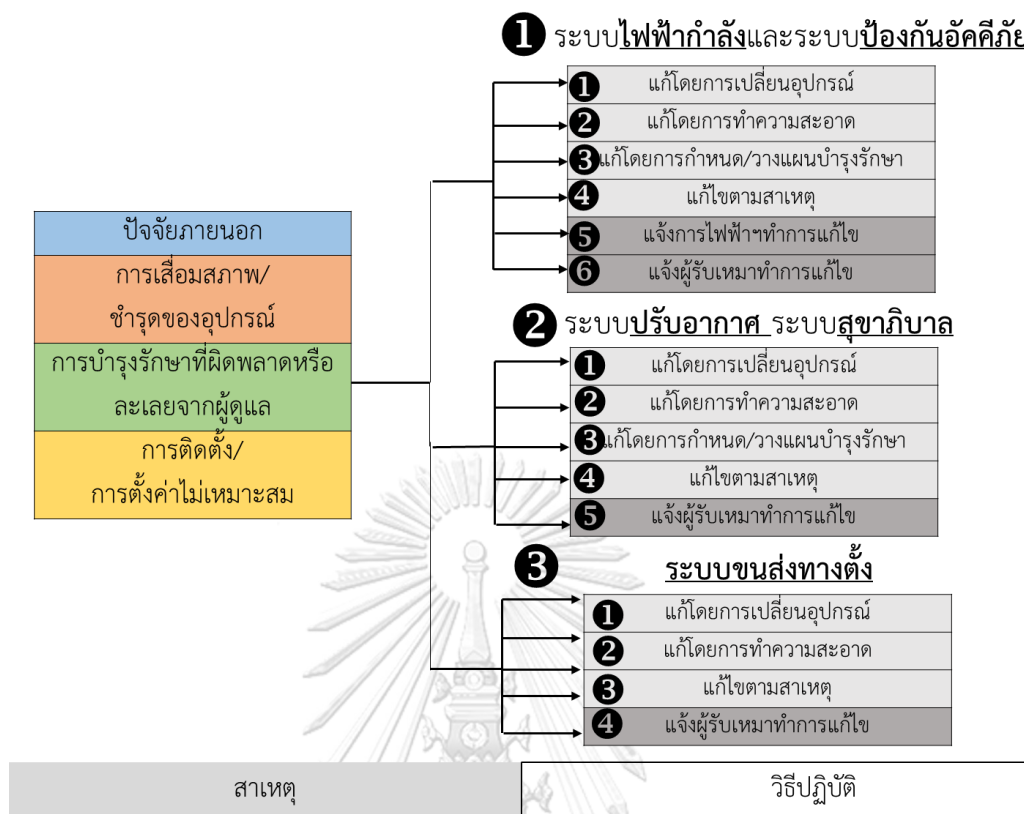 ❶ ระบบไฟฟ้ากำลังและระบบป้องกันอัคคีภัย
❶ แก้โดยการเปลี่ยนอุปกรณ์
❷ แก้โดยการทำความสะอาด
❸ แก้โดยการกำหนด/วางแผนบำรุงรักษา
❹ แก้ไขตามสาเหตุ
❺ แจ้งการไฟฟ้าฯทำการแก้ไข
❻ แจ้งผู้รับเหมาทำการแก้ไข
ปัจจัยภายนอก
การเสื่อมสภาพ/
ชำรุดของอุปกรณ์
การบำรุงรักษาที่ผิดพลาดหรือ
ละเลยจากผู้ดูแล
การติดตั้ง/
การตั้งค่าไม่เหมาะสม
❷ ระบบปรับอากาศ ระบบสุขาภิบาล
❶ แก้โดยการเปลี่ยนอุปกรณ์
❷ แก้โดยการทำความสะอาด
❸ แก้โดยการกำหนด/วางแผนบำรุงรักษา
❹ แก้ไขตามสาเหตุ
❺ แจ้งผู้รับเหมาทำการแก้ไข
❸ ระบบขนส่งทางตั้ง
❶ แก้โดยการเปลี่ยนอุปกรณ์
❷ แก้โดยการทำความสะอาด
❸ แก้ไขตามสาเหตุ
❹ แจ้งผู้รับเหมาทำการแก้ไข
สาเหตุ
วิธีปฏิบัติ